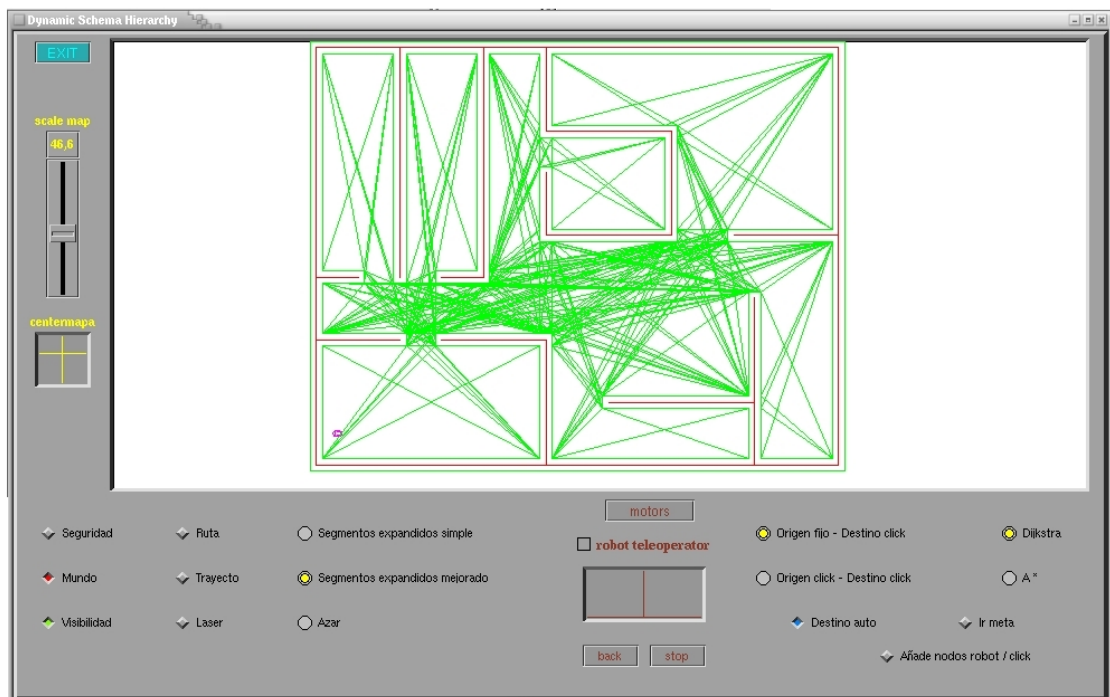 Dynamic Schema Hierarchy
EXIT
scale map
46,6
centermapa
motors
Seguridad
Ruta
Segmentos expandidos simple
robot teleoperator
Origen fijo - Destino click
Dijkstra
Mundo
Trayecto
Segmentos expandidos mejorado
Origen click - Destino click
A*
Visibilidad
Laser
Azar
Destino auto
Ir meta
back
stop
Añade nodos robot / click